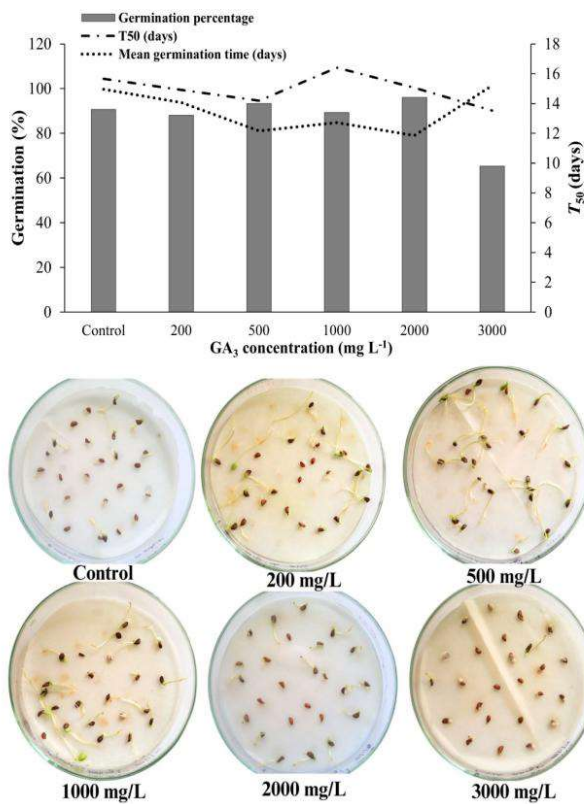 Germination percentage
T50 (days)
Mean germination time (days)
120
100
80
60
40
20
0
Germination (%)
18
16
14
12
10
8
6
4
2
0
T50 (days)
Control 200 500 1000 2000 3000
GA3 concentration (mg L-1)
Control
200 mg/L
500 mg/L
1000 mg/L
2000 mg/L
3000 mg/L